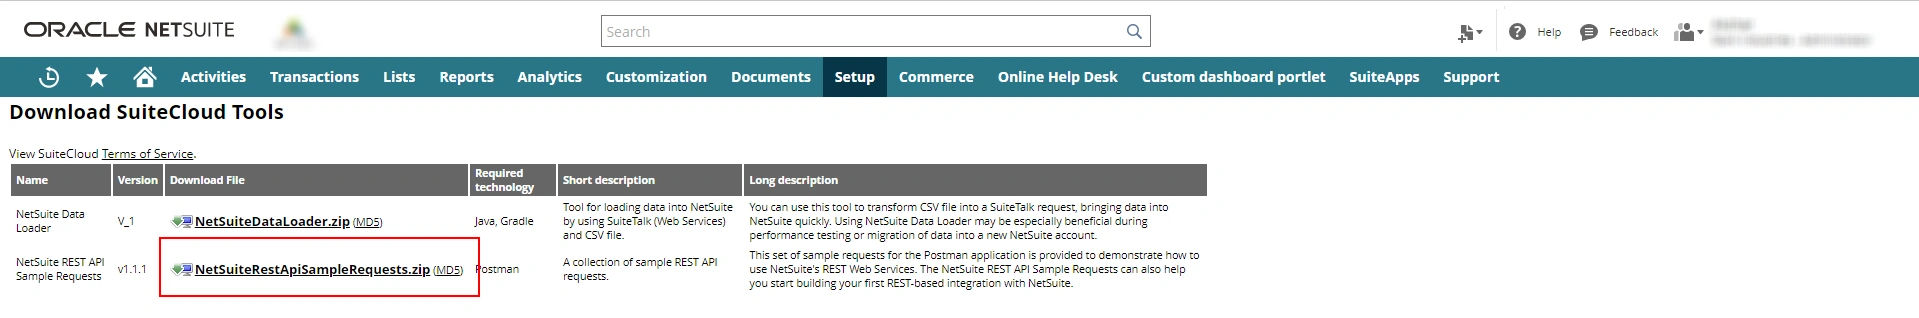 ORACLE NETSUITE
Search
Help
Feedback
Activities
Transactions
Lists
Reports
Analytics
Customization
Documents
Setup
Commerce
Online Help Desk
Custom dashboard portlet
SuiteApps
Support
Download SuiteCloud Tools
View SuiteCloud Terms of Service.
Name
Version
Download File
Required
technology
Short description
Long description
NetSuite Data
Loader
V_1
NetSuiteDataLoader.zip (MD5)
Java, Gradle
Tool for loading data into NetSuite
by using SuiteTalk (Web Services)
and CSV file.
You can use this tool to transform CSV file into a SuiteTalk request, bringing data into
NetSuite quickly. Using NetSuite Data Loader may be especially beneficial during
performance testing or migration of data into a new NetSuite account.
NetSuite REST API
Sample Requests
v1.1.1
NetSuiteRestApiSampleRequests.zip (MD5)
Postman
A collection of sample REST API
requests.
This set of sample requests for the Postman application is provided to demonstrate how to
use NetSuite's REST Web Services. The NetSuite REST API Sample Requests can also help
you start building your first REST-based integration with NetSuite.